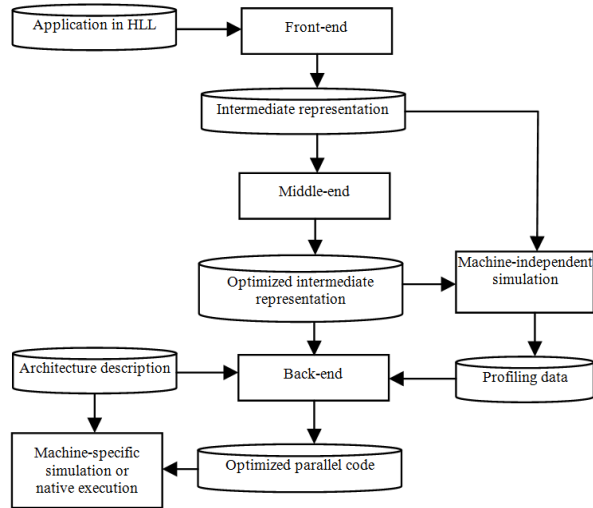 Application in HLL
Front-end
Intermediate representation
Middle-end
Optimized intermediate
representation
Machine-independent
simulation
Architecture description
Back-end
Profiling data
Machine-specific
simulation or
native execution
Optimized parallel code